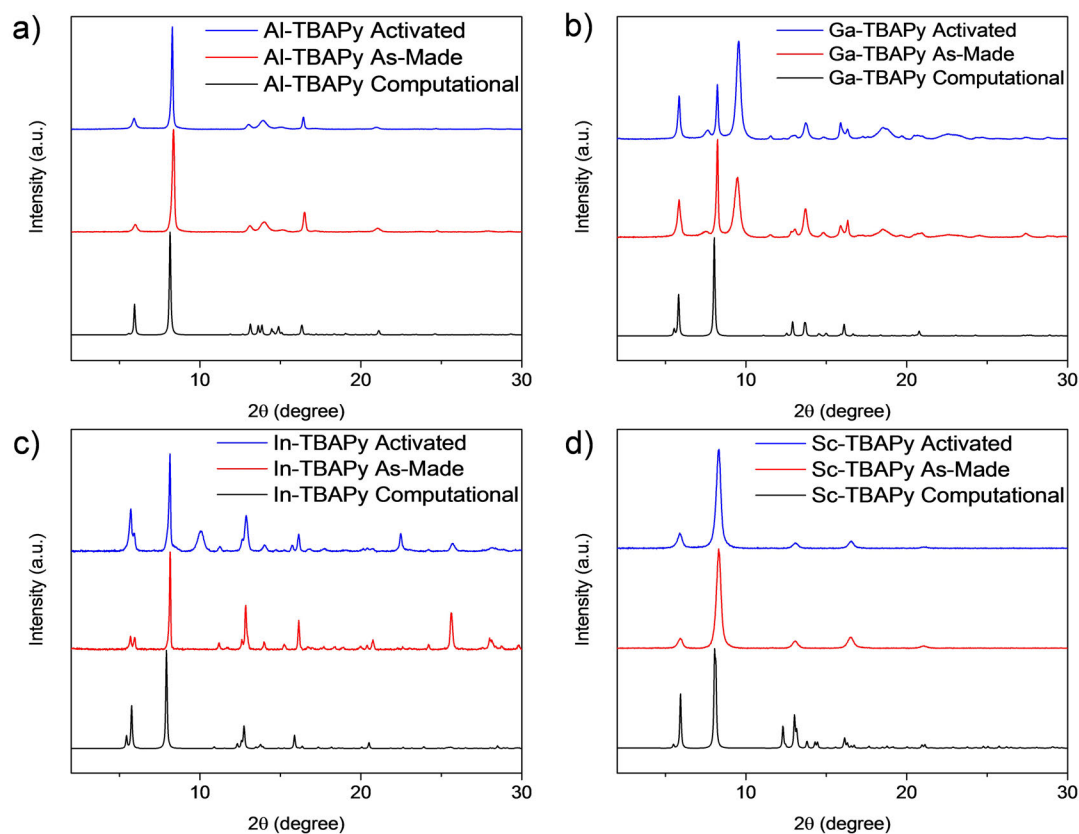 a)
Al-TBAPy Activated
Al-TBAPy As-Made
Al-TBAPy Computational
Intensity (a.u.)
10
20
30
2θ (degree)
b)
Ga-TBAPy Activated
Ga-TBAPy As-Made
Ga-TBAPy Computational
Intensity (a.u.)
10
20
30
2θ (degree)
c)
In-TBAPy Activated
In-TBAPy As-Made
In-TBAPy Computational
Intensity (a.u.)
10
20
30
2θ (degree)
d)
Sc-TBAPy Activated
Sc-TBAPy As-Made
Sc-TBAPy Computational
Intensity (a.u.)
10
20
30
2θ (degree)